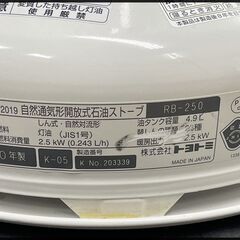 変質した持ち越し灯油
使用厳禁
2019 自然通気形開放式石油ストーブ RB-250
しん式・自然対流形
灯油 (JIS1号)
2.5 kW (0.243 L/h)
油タンク容量 4.9L
2.5 kW
0年製 K-05 K No.203339
株式会社トヨトミ